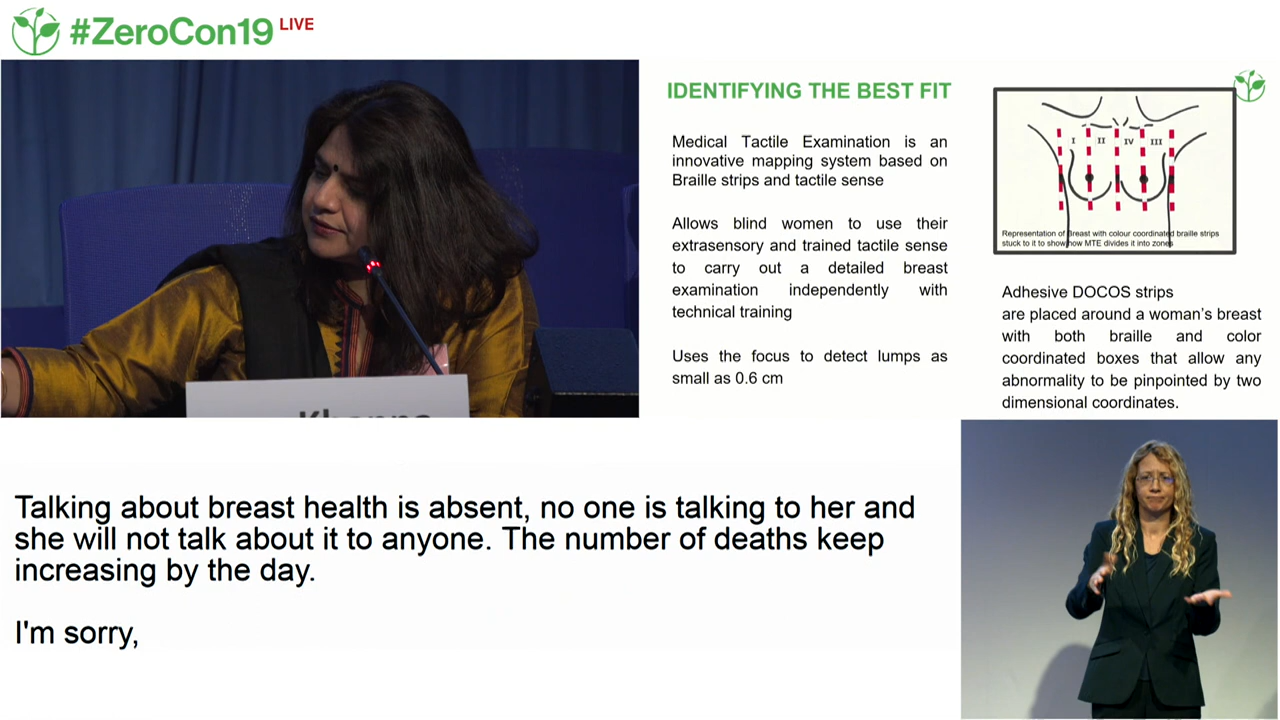 #ZeroCon19 LIVE
IDENTIFYING THE BEST FIT
Medical Tactile Examination is an
innovative mapping system based on
Braille strips and tactile sense
Allows blind women to use their
extrasensory and trained tactile sense
to carry out a detailed breast
examination independently with
technical training
Uses the focus to detect lumps as
small as 0.6 cm
I II IV III
Representation of Breast with colour coordinated braille strips
stuck to it to show how MTE divides it into zones
Adhesive DOCOS strips
are placed around a woman's breast
with both braille and color
coordinated boxes that allow any
abnormality to be pinpointed by two
dimensional coordinates.
Khanna
Talking about breast health is absent, no one is talking to her and
she will not talk about it to anyone. The number of deaths keep
increasing by the day.
I'm sorry,